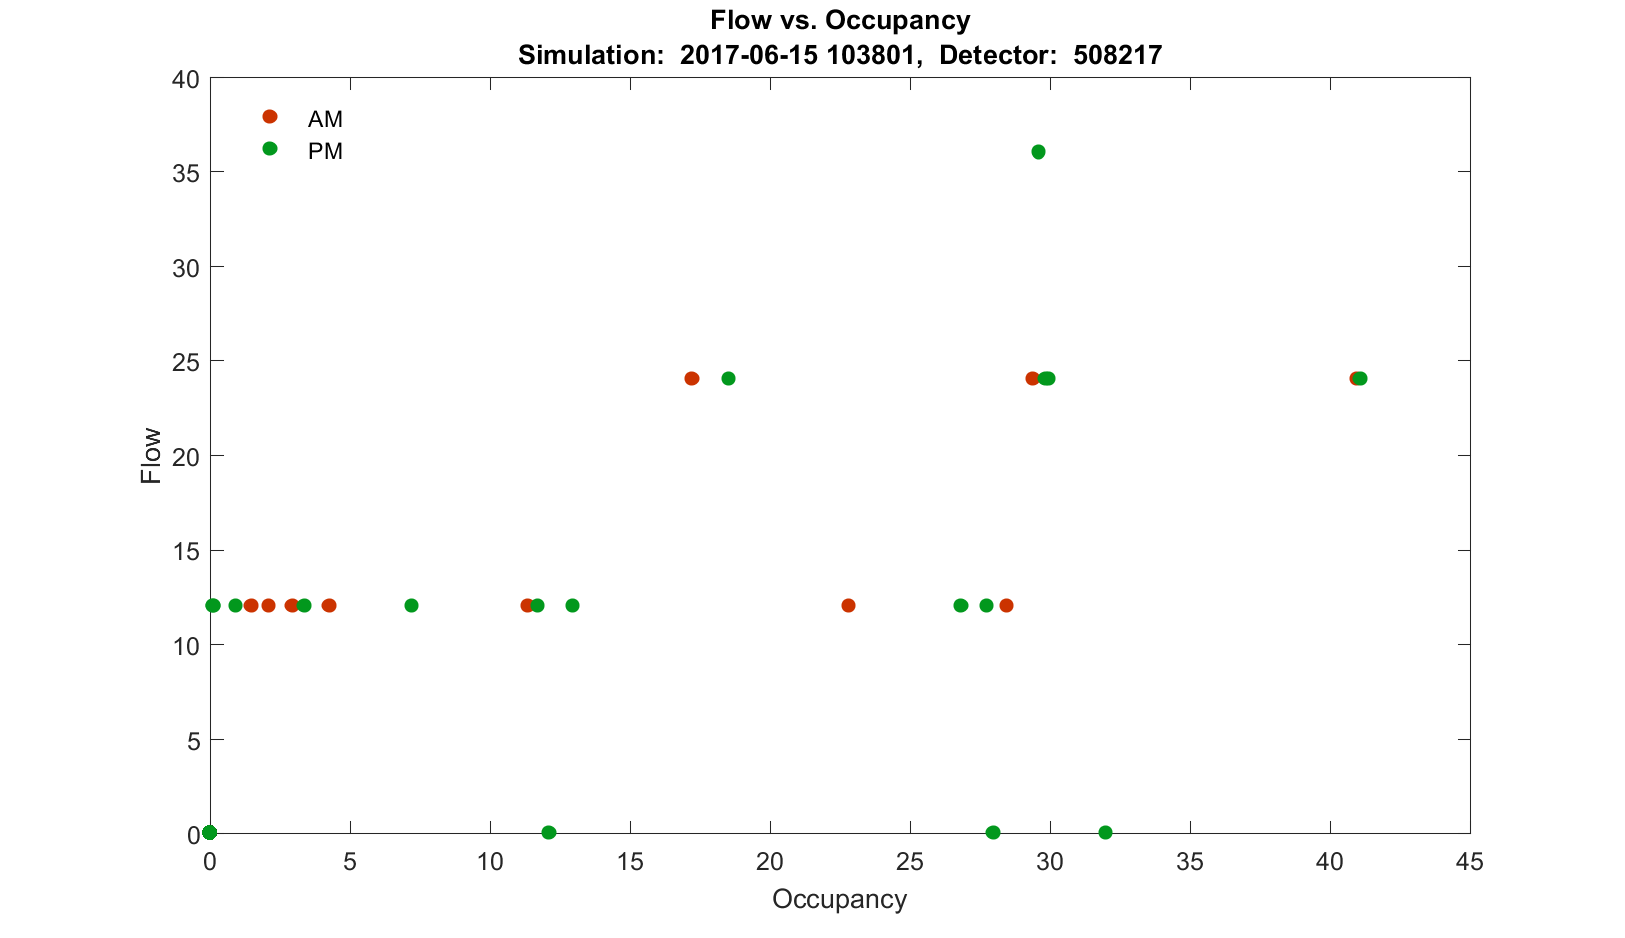 Flow vs. Occupancy
Simulation:  2017-06-15 103801,  Detector:  508217
40
AM
PM
35
30
25
Flow
20
15
10
5
0
0 5 10 15 20 25 30 35 40 45
Occupancy